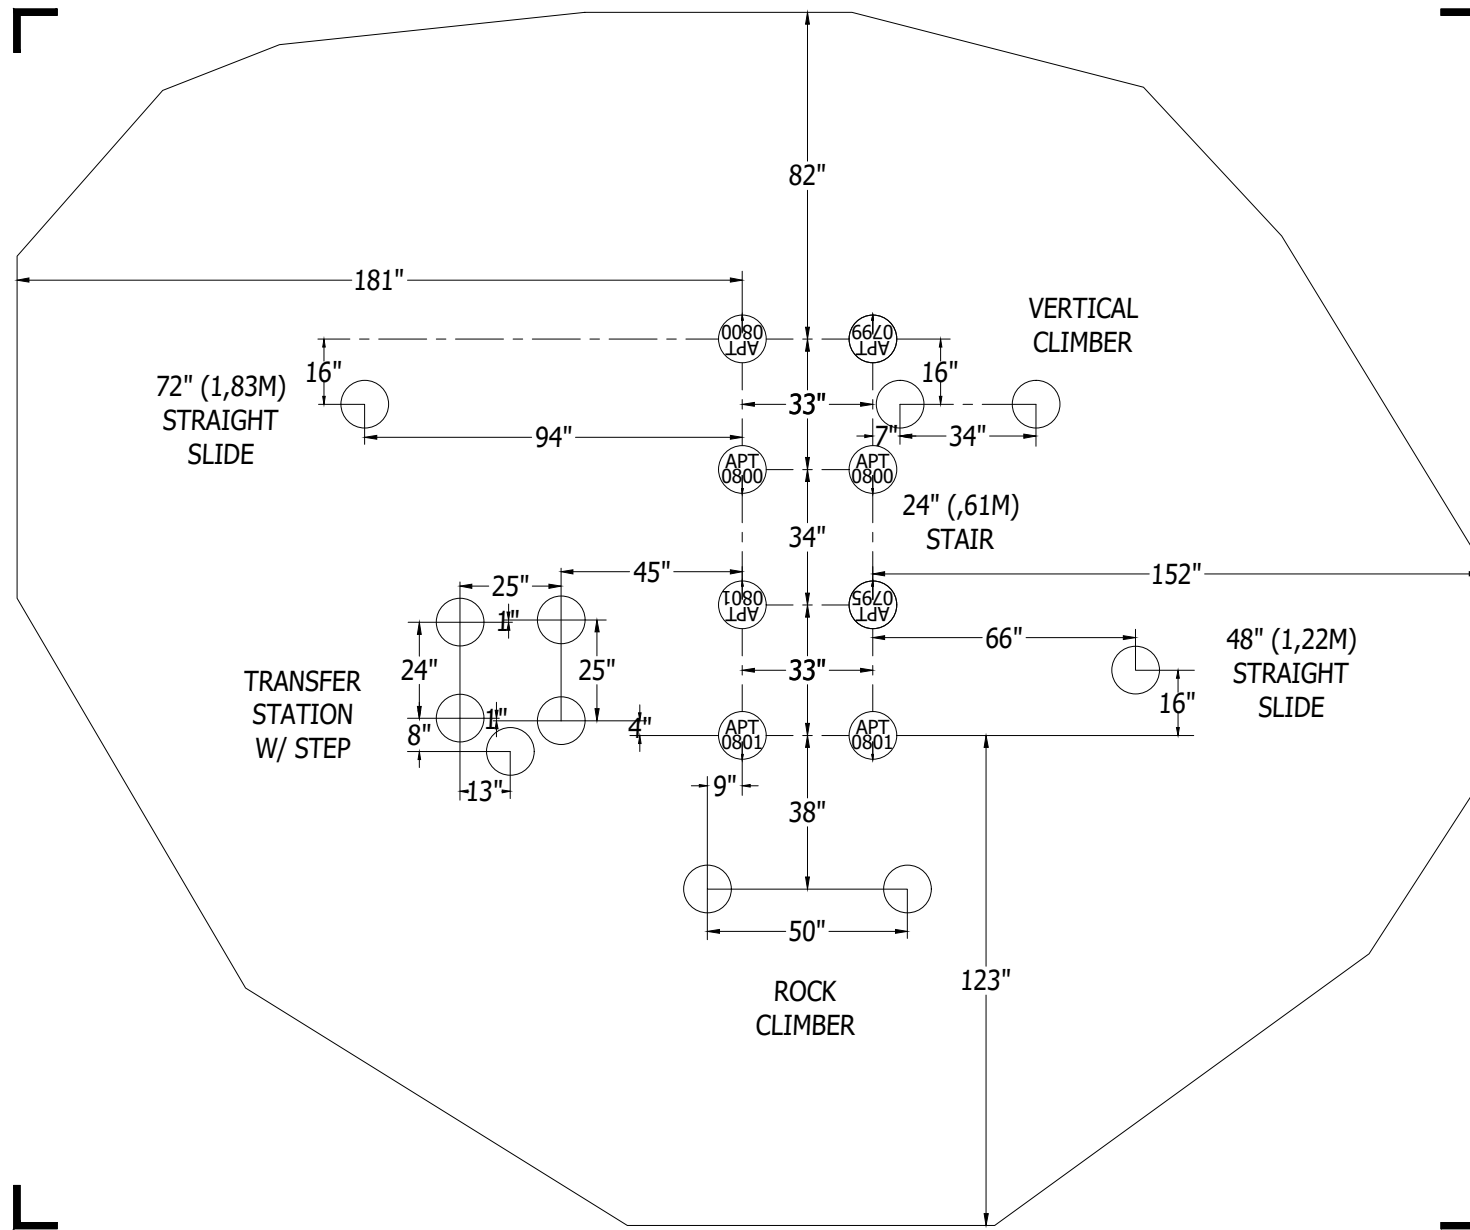 82"
181"
VERTICAL
CLIMBER
0800
APT
0799
APT
16"
16"
72" (1,83M)
STRAIGHT
SLIDE
33"
94"
7"
34"
APT
0800
APT
0800
24" (,61M)
STAIR
34"
45"
25"
152"
0801
APT
0795
APT
1"
66"
48" (1,22M)
STRAIGHT
SLIDE
24"
25"
33"
TRANSFER
STATION
W/ STEP
16"
1"
4"
8"
APT
0801
APT
0801
13"
9"
38"
50"
123"
ROCK
CLIMBER